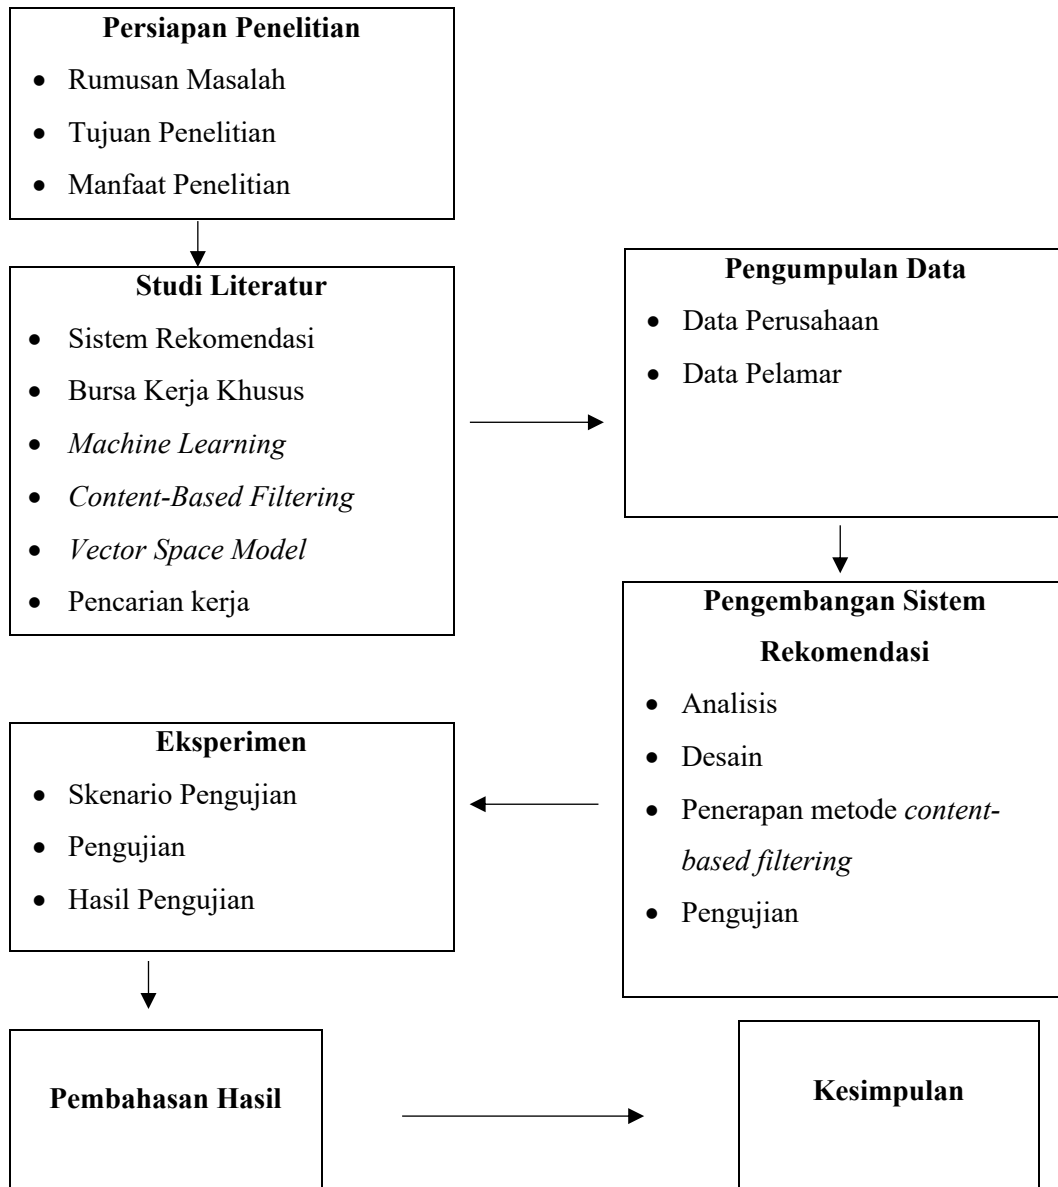 Persiapan Penelitian
• Rumusan Masalah
• Tujuan Penelitian
• Manfaat Penelitian
Studi Literatur
• Sistem Rekomendasi
• Bursa Kerja Khusus
• Machine Learning
• Content-Based Filtering
• Vector Space Model
• Pencarian kerja
Pengumpulan Data
• Data Perusahaan
• Data Pelamar
Pengembangan Sistem
Rekomendasi
• Analisis
• Desain
• Penerapan metode content-
based filtering
• Pengujian
Eksperimen
• Skenario Pengujian
• Pengujian
• Hasil Pengujian
Pembahasan Hasil
Kesimpulan